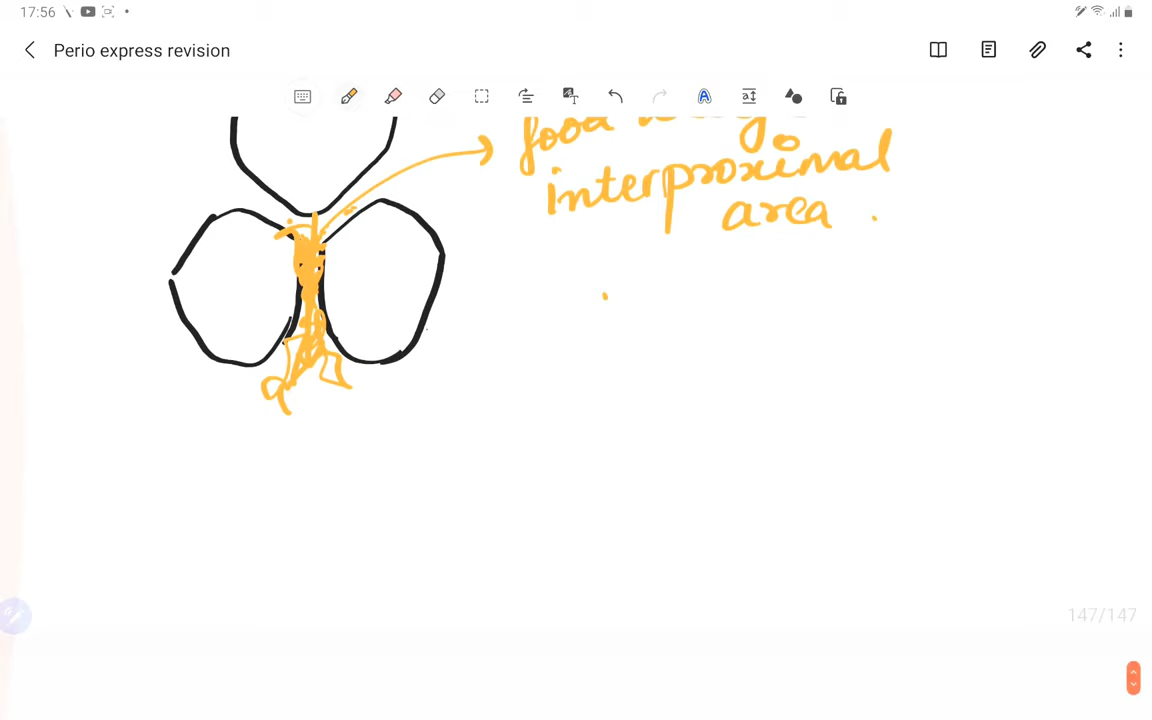 17:56
Perio express revision
food
interproximal
area .
147/147